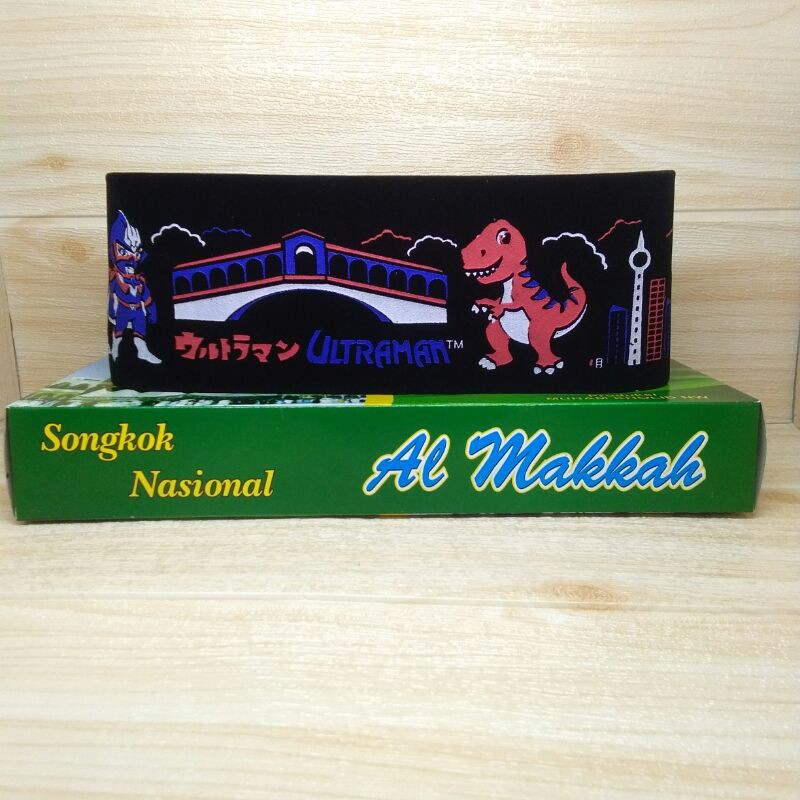 ウルトラマン ULTRAMAN™
Songkok
Nasional
Al Makkah